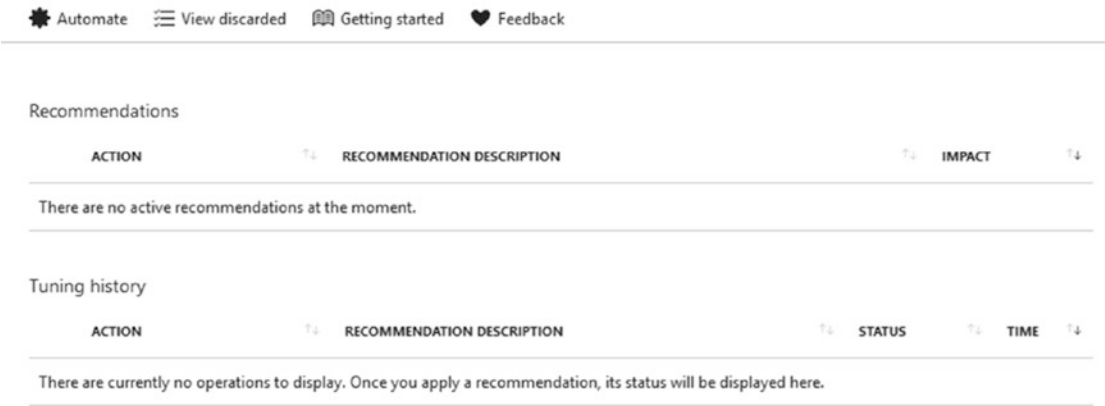 Automate View discarded Getting started Feedback
Recommendations
ACTION RECOMMENDATION DESCRIPTION IMPACT
There are no active recommendations at the moment.
Tuning history
ACTION RECOMMENDATION DESCRIPTION STATUS TIME
There are currently no operations to display. Once you apply a recommendation, its status will be displayed here.